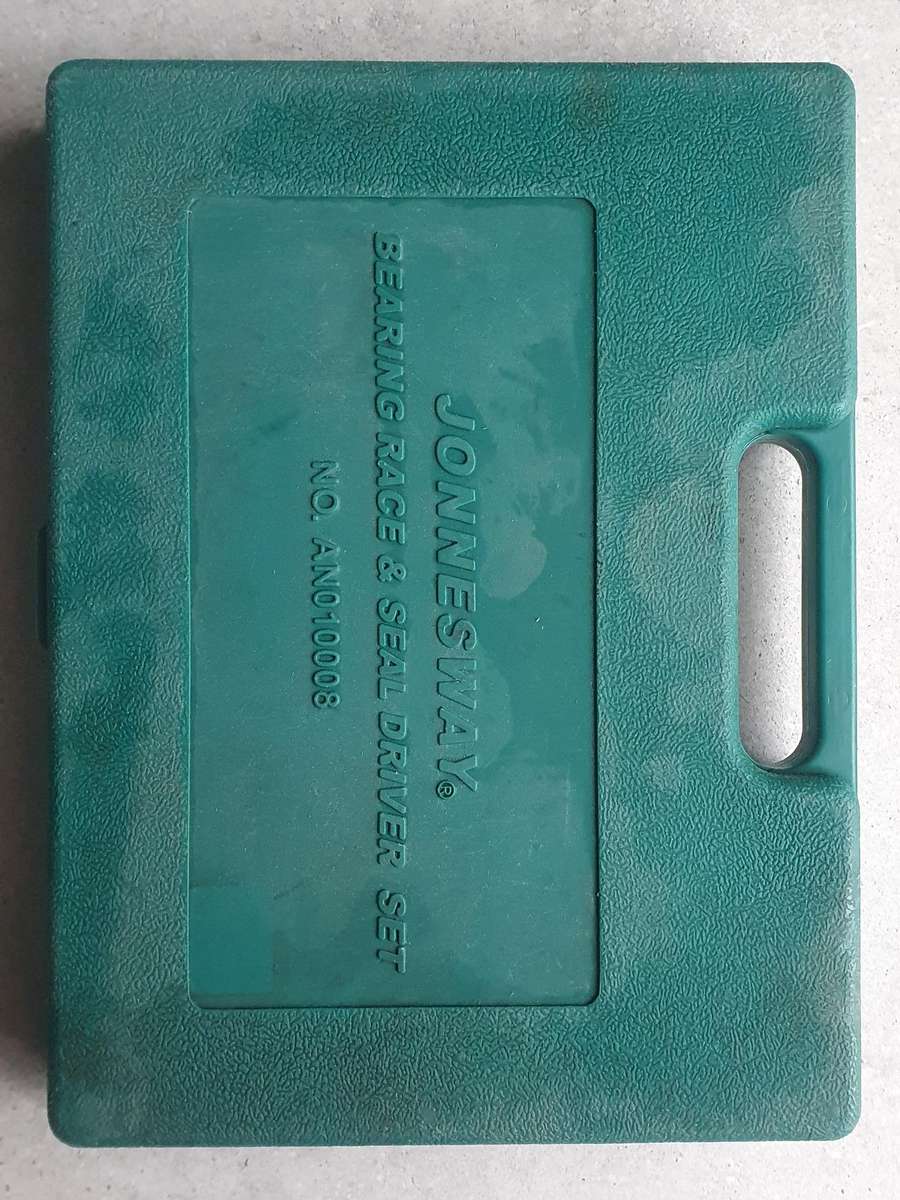 JONNESWAY®
BEARING RACE & SEAL DRIVER SET
NO. AN010008